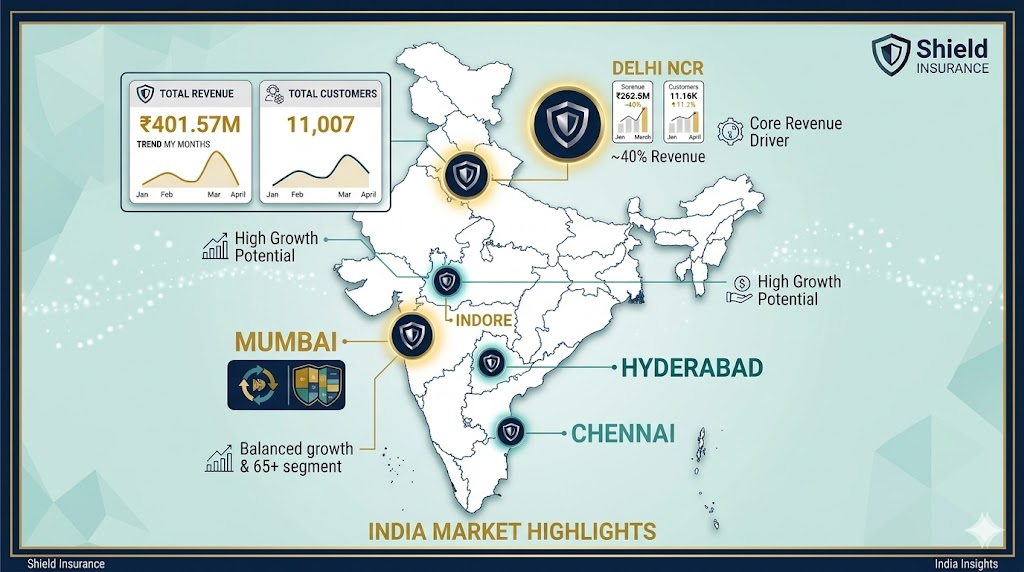 Shield
INSURANCE
TOTAL REVENUE
₹401.57M
TREND MY MONTHS
Jan Feb Mar April
TOTAL CUSTOMERS
11,007
Jan Feb Mar April
DELHI NCR
Sorenue
₹262.5M
~40%
Jen March
Customers
11.16K
↑11.2%
Jen April
~40% Revenue
Core Revenue
Driver
High Growth
Potential
High Growth
Potential
INDORE
MUMBAI
HYDERABAD
CHENNAI
Balanced growth
& 65+ segment
INDIA MARKET HIGHLIGHTS
Shield Insurance
India Insights